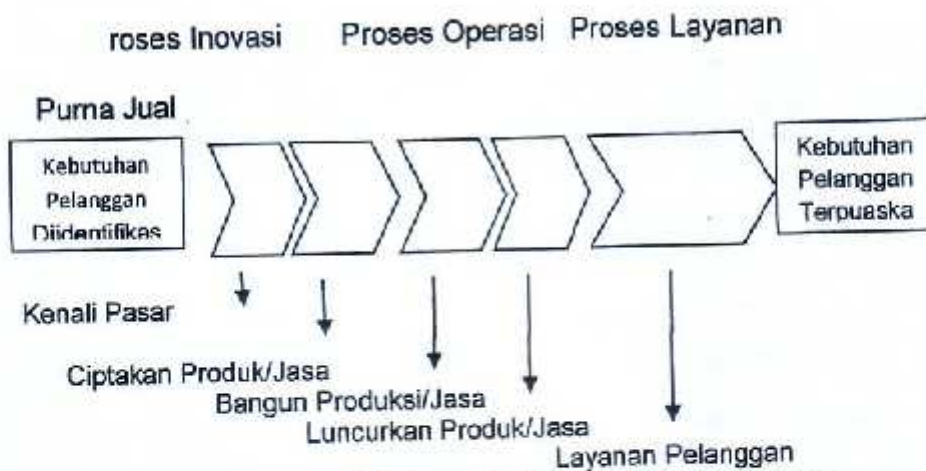 roses Inovasi Proses Operasi Proses Layanan
Purna Jual
Kebutuhan
Pelanggan
Diidentifikas
Kebutuhan
Pelanggan
Terpuaska
Kenali Pasar
Ciptakan Produk/Jasa
Bangun Produksi/Jasa
Luncurkan Produk/Jasa
Layanan Pelanggan